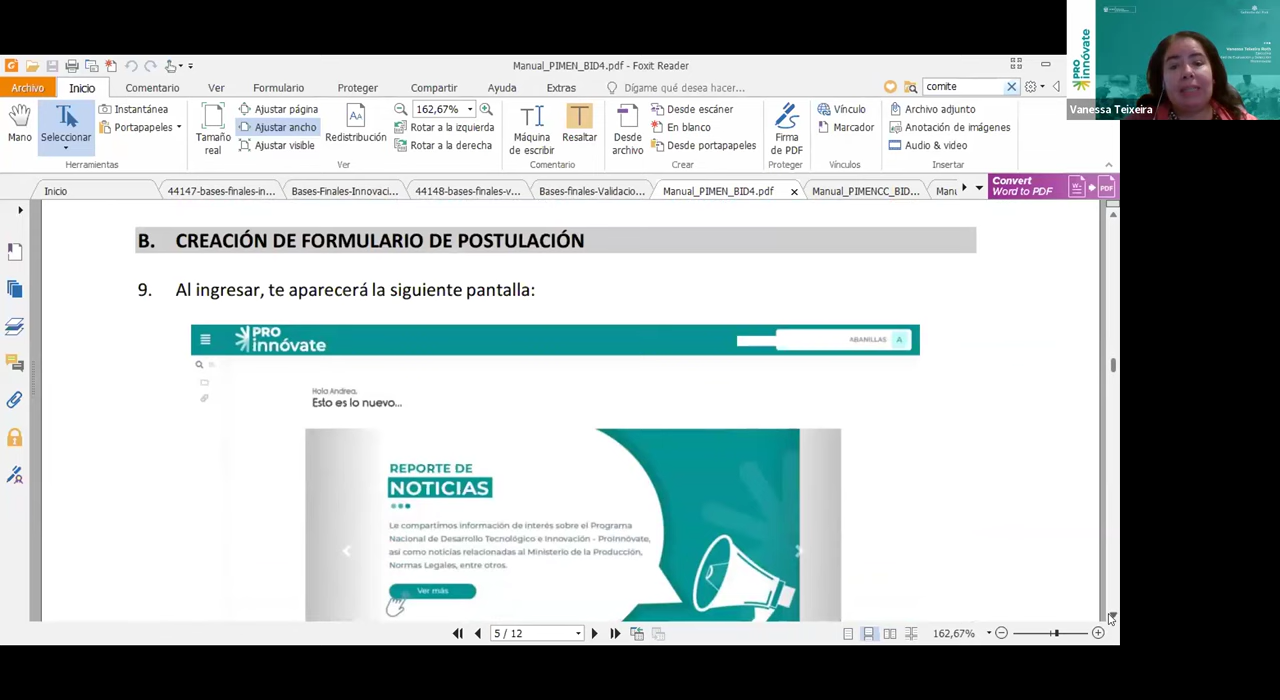 Manual_PIMEN_BID4.pdf - Foxit Reader
Archivo Inicio Comentario Ver Formulario Proteger Compartir Ayuda Extras Dígame qué desea hacer... comite
Mano
Seleccionar
Instantánea
Portapapeles
Herramientas
Tamaño real
Ajustar página
Ajustar ancho
Ajustar visible
Redistribución
162,67%
Rotar a la izquierda
Rotar a la derecha
Ver
Máquina de escribir
Resaltar
Comentario
Desde archivo
Desde escáner
En blanco
Desde portapapeles
Crear
Firma de PDF
Proteger
Vínculo
Marcador
Vínculos
Archivo adjunto
Anotación de imágenes
Audio & video
Insertar
Inicio 44147-bases-finales-in... Bases-Finales-Innovaci... 44148-bases-finales-v... Bases-finales-Validacio... Manual_PIMEN_BID4.pdf Manual_PIMENCC_BID... Manu
Convert
Word to PDF
PDF
B. CREACIÓN DE FORMULARIO DE POSTULACIÓN
9. Al ingresar, te aparecerá la siguiente pantalla:
PRO
innóvate
ABANILLAS A
Hola Andrea,
Esto es lo nuevo...
REPORTE DE
NOTICIAS
Le compartimos información de interés sobre el Programa
Nacional de Desarrollo Tecnológico e Innovación - ProInnóvate,
así como noticias relacionadas al Ministerio de la Producción,
Normas Legales, entre otros.
Ver más
5 / 12
162,67%
PRO
innóvate
Vanessa Teixeira